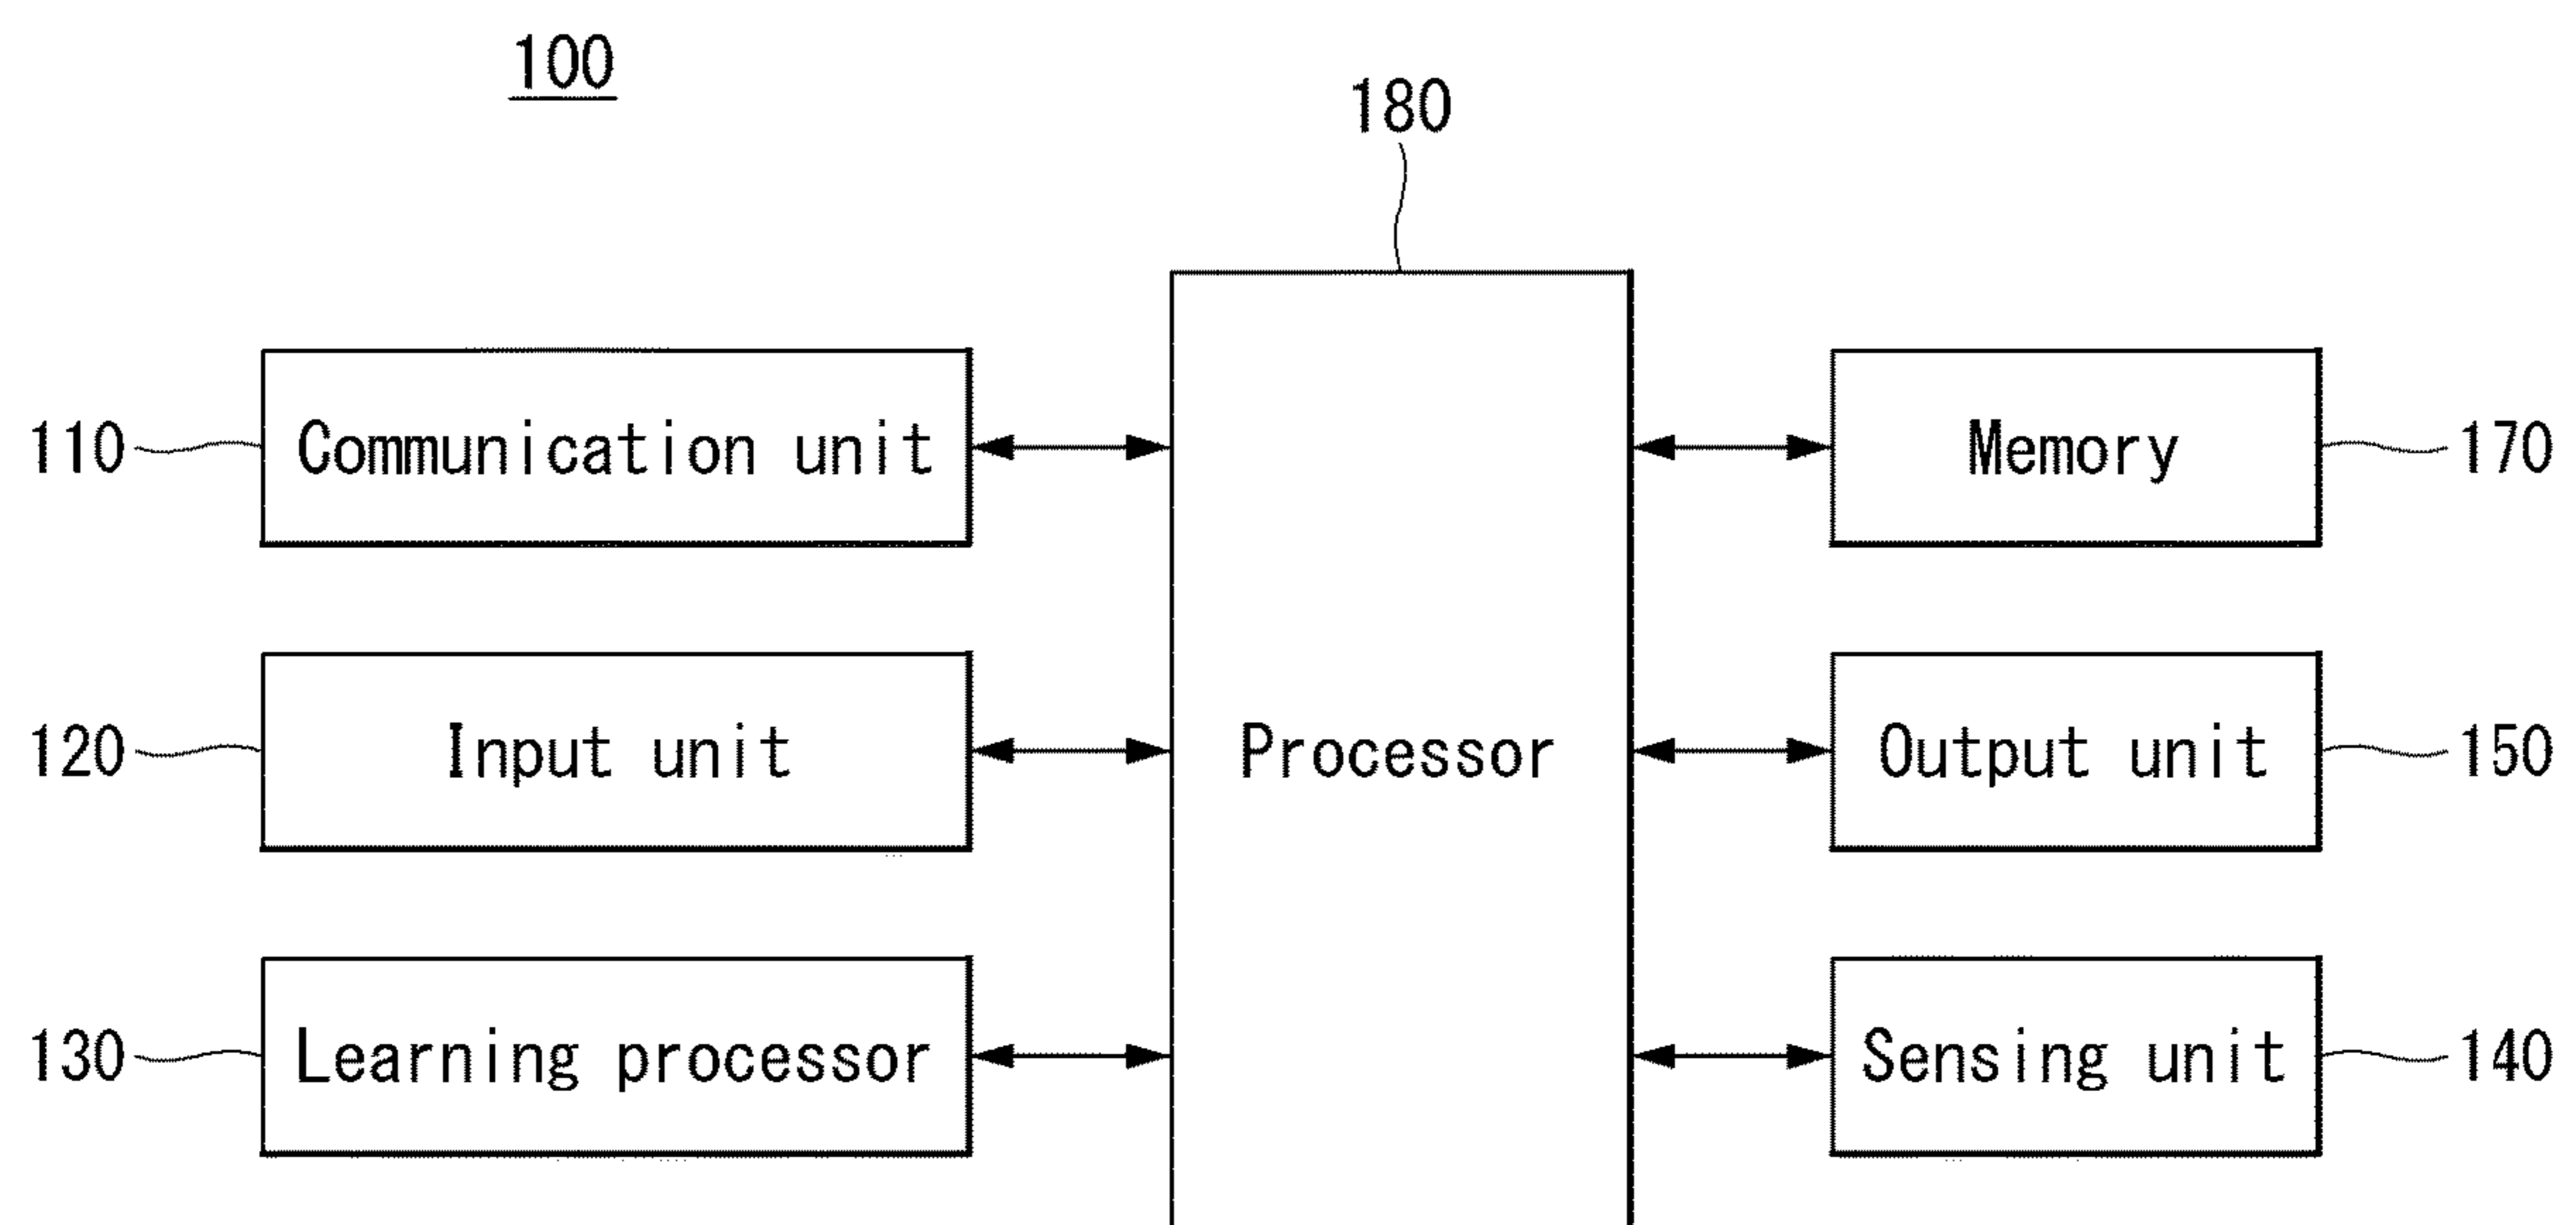 100
180
110 Communication unit Memory 170
120 Input unit Processor Output unit 150
130 Learning processor Sensing unit 140